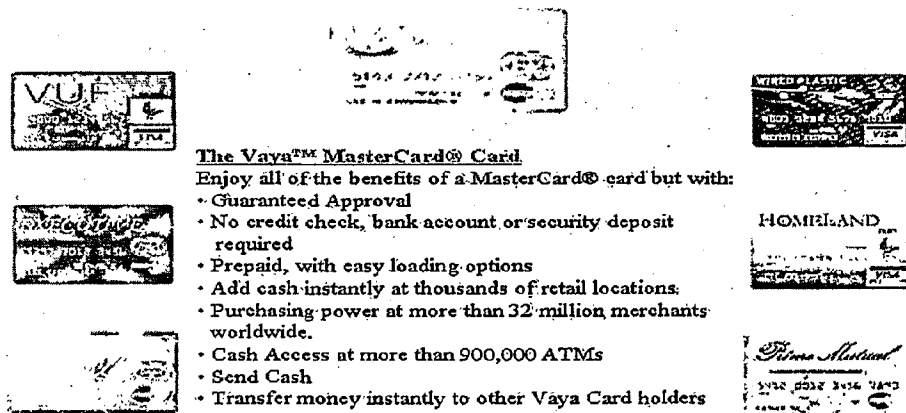 VUE
VISA
WIRED PLASTIC
VISA
HOMELAND
VISA
The Vaya™ MasterCard® Card
Enjoy all of the benefits of a MasterCard® card but with:
• Guaranteed Approval
• No credit check, bank account or security deposit
required
• Prepaid, with easy loading options
• Add cash instantly at thousands of retail locations.
• Purchasing power at more than 32 million merchants
worldwide.
• Cash Access at more than 900,000 ATMs
• Send Cash
• Transfer money instantly to other Vaya Card holders